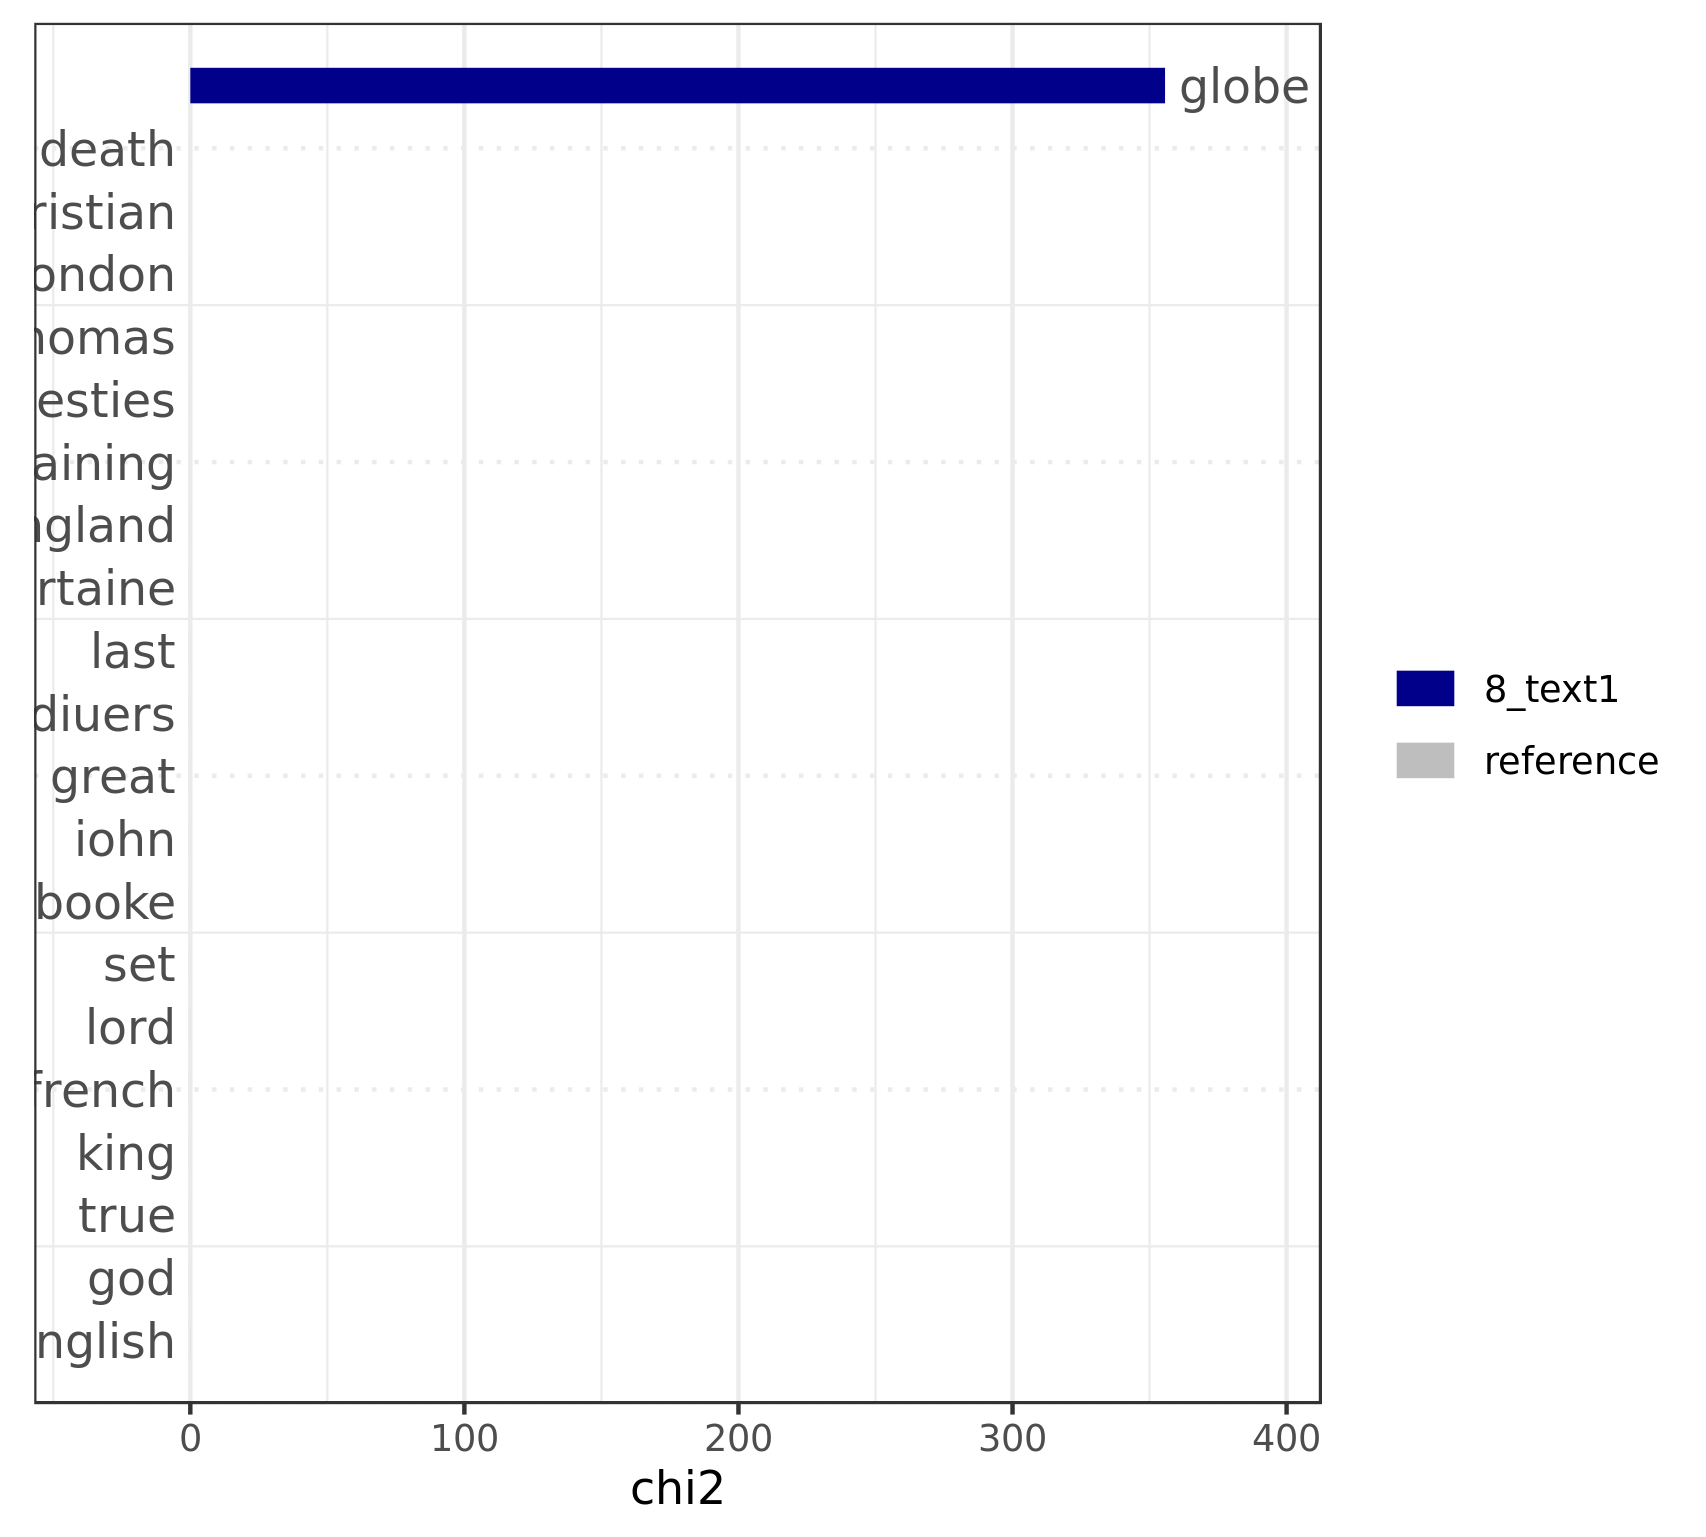 globe
death
ristian
ondon
homas
esties
aining
ngland
rtaine
last
diuers
great
iohn
booke
set
lord
french
king
true
god
nglish
8_text1
reference
0 100 200 300 400
chi2